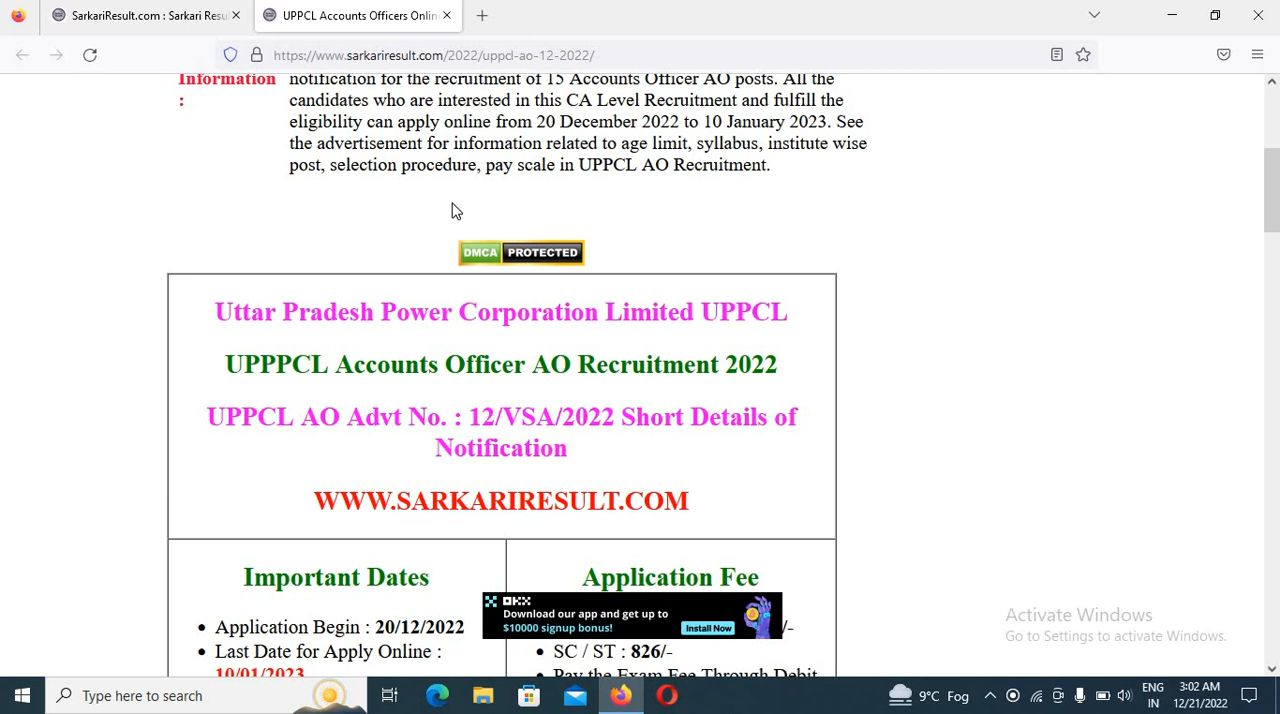 SarkariResult.com : Sarkari Resu
UPPCL Accounts Officers Onlin
https://www.sarkariresult.com/2022/uppcl-ao-12-2022/
Information
:
notification for the recruitment of 15 Accounts Officer AO posts. All the
candidates who are interested in this CA Level Recruitment and fulfill the
eligibility can apply online from 20 December 2022 to 10 January 2023. See
the advertisement for information related to age limit, syllabus, institute wise
post, selection procedure, pay scale in UPPCL AO Recruitment.
DMCA PROTECTED
Uttar Pradesh Power Corporation Limited UPPCL
UPPPCL Accounts Officer AO Recruitment 2022
UPPCL AO Advt No. : 12/VSA/2022 Short Details of
Notification
WWW.SARKARIRESULT.COM
Important Dates
• Application Begin : 20/12/2022
• Last Date for Apply Online :
10/01/2023
Application Fee
/-
• SC / ST : 826/-
• Pay the Exam Fee Through Debit
OKX
Download our app and get up to
$10000 signup bonus!
Install Now
Activate Windows
Go to Settings to activate Windows.
Type here to search
9°C Fog
ENG
IN
3:02 AM
12/21/2022